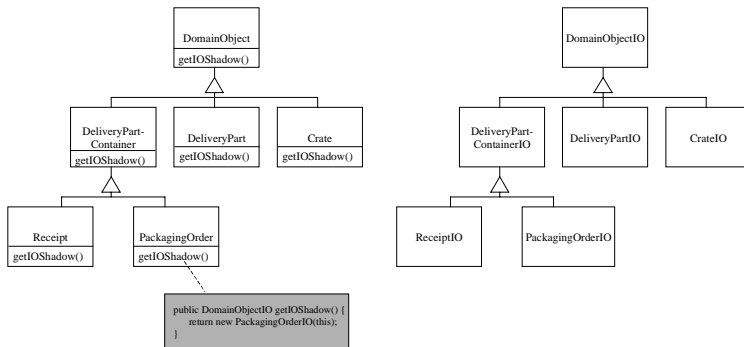 DomainObject
getIOShadow()
DomainObjectIO
DeliveryPart-
Container
getIOShadow()
DeliveryPart
getIOShadow()
Crate
getIOShadow()
DeliveryPart-
ContainerIO
DeliveryPartIO
CrateIO
Receipt
getIOShadow()
PackagingOrder
getIOShadow()
ReceiptIO
PackagingOrderIO
public DomainObjectIO getIOShadow() {
return new PackagingOrderIO(this);
}